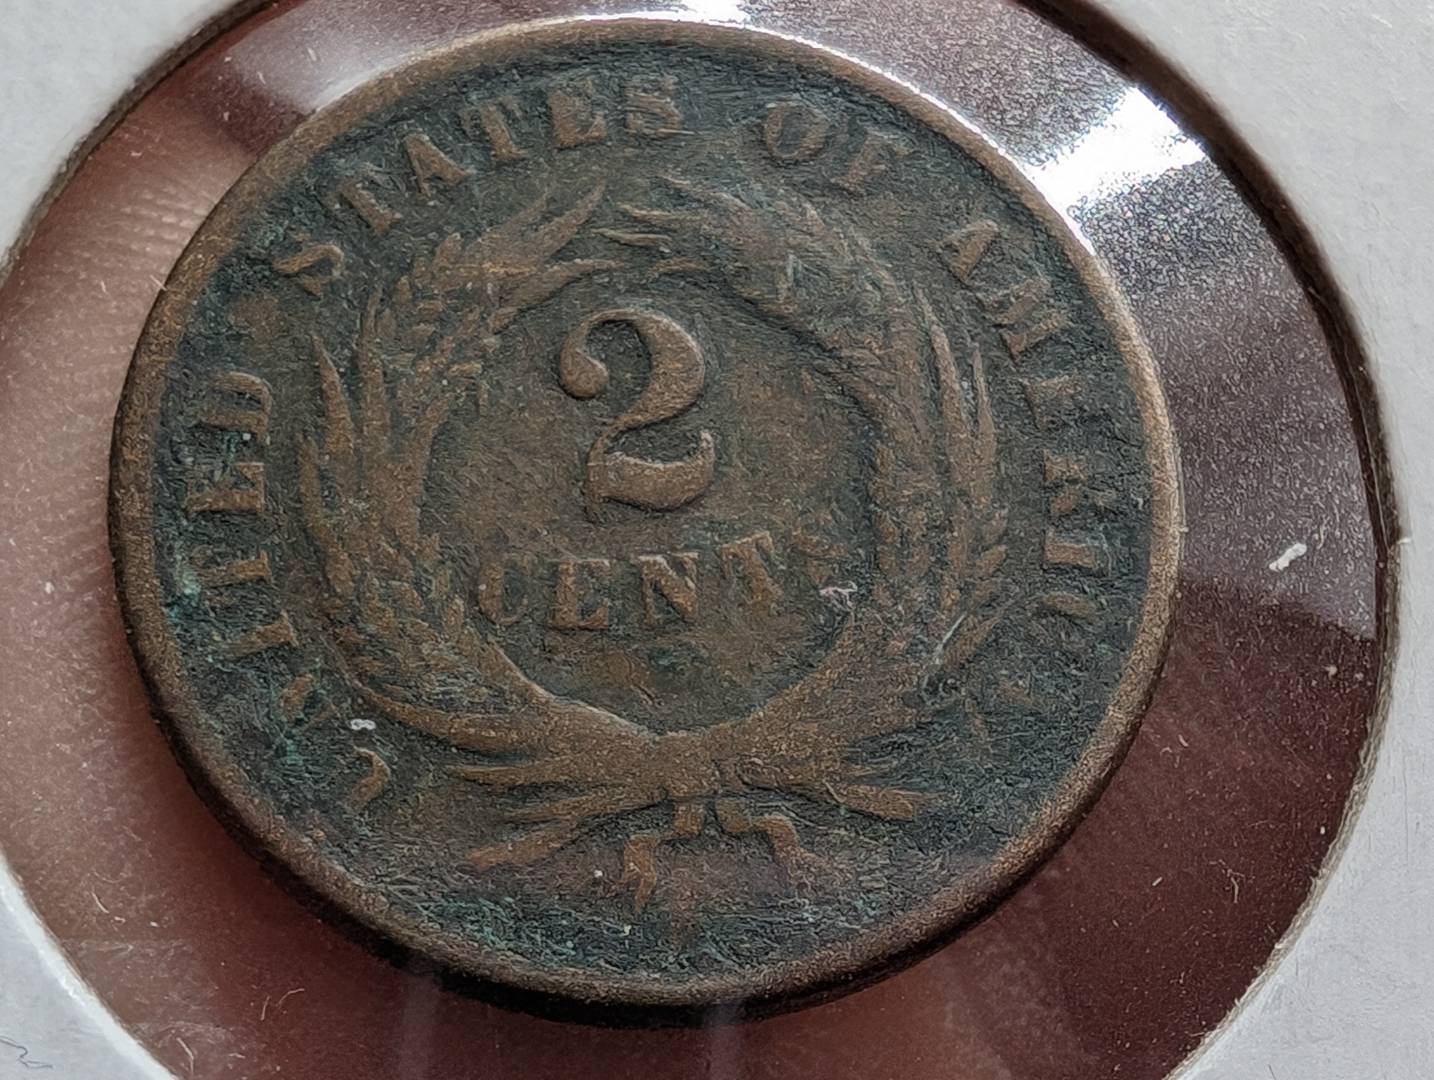 UNITED STATES OF AMERICA
2
CENTS